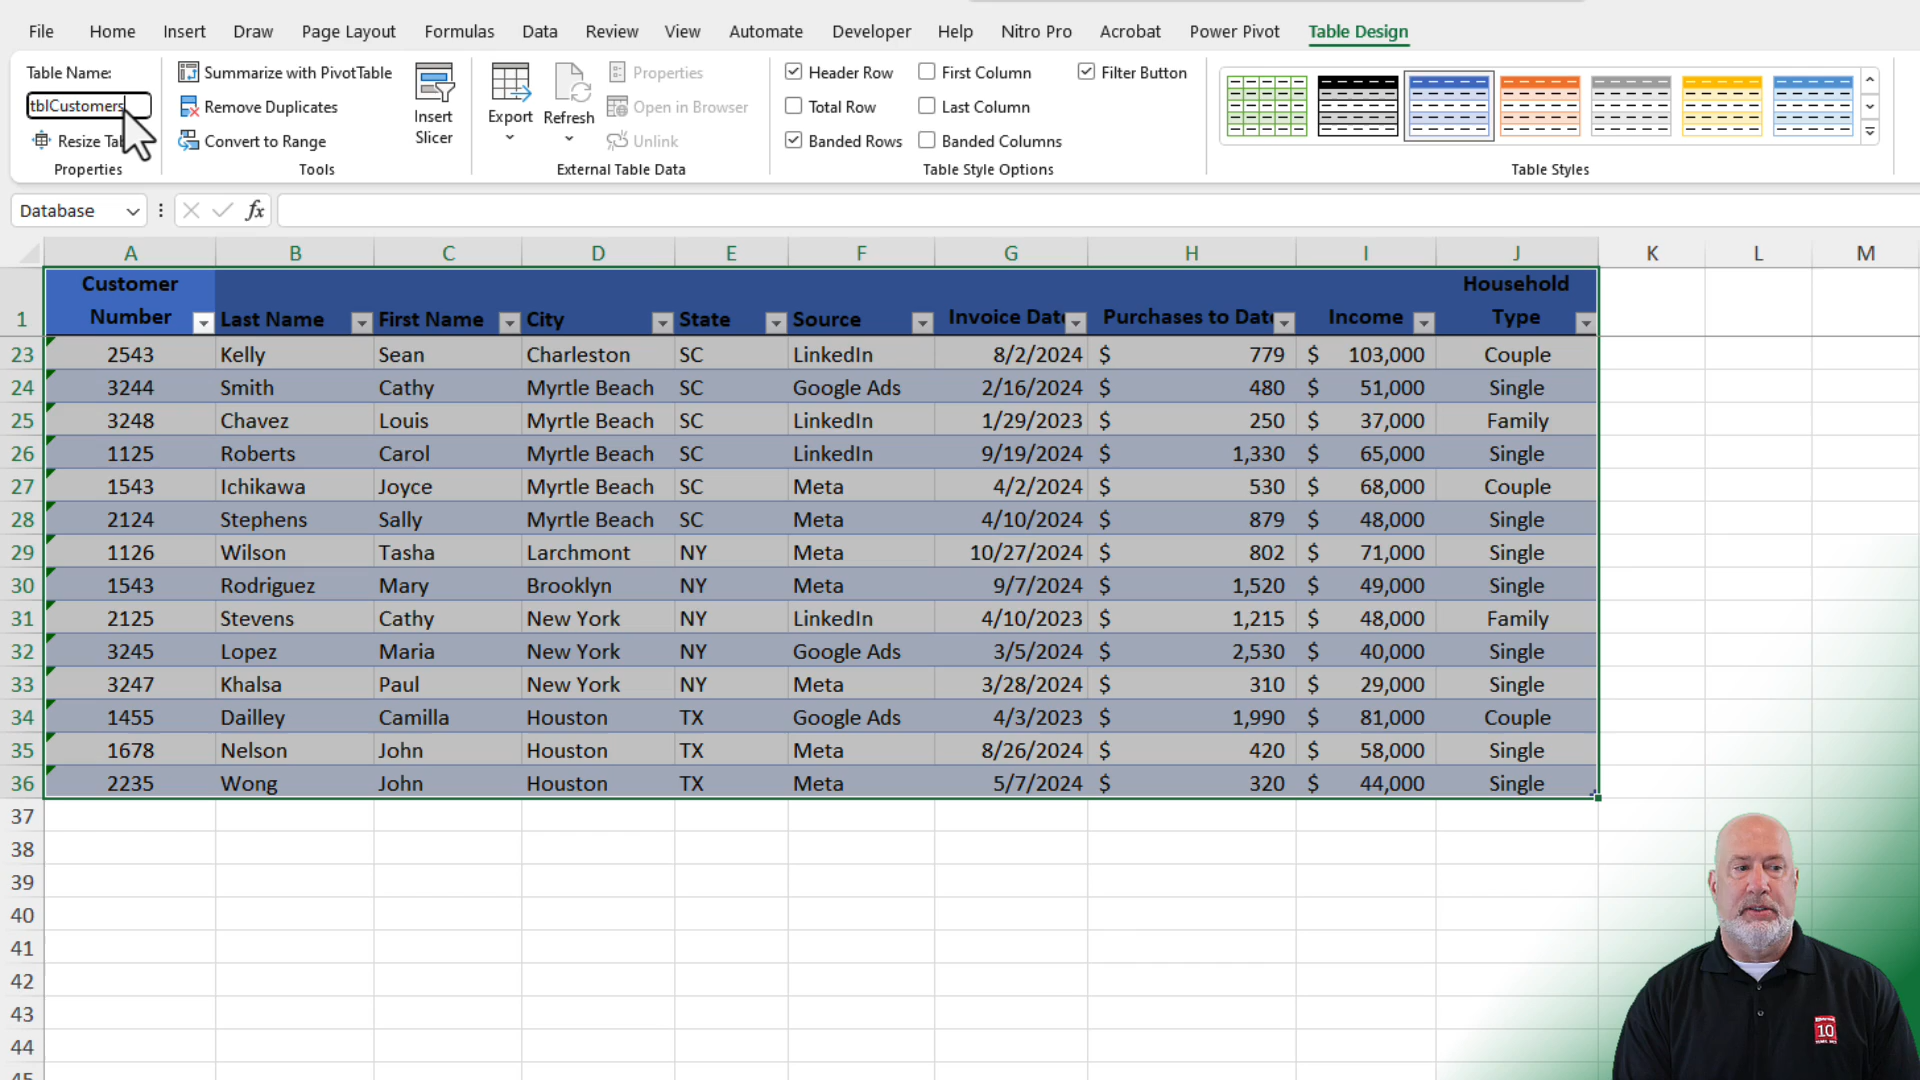 File Home Insert Draw Page Layout Formulas Data Review View Automate Developer Help Nitro Pro Acrobat Power Pivot Table Design
Table Name:
tblCustomers
Resize Tab
Properties
Summarize with PivotTable
Remove Duplicates
Convert to Range
Tools
Insert
Slicer
Export
Refresh
Properties
Open in Browser
Unlink
External Table Data
Header Row
Total Row
Banded Rows
First Column
Last Column
Banded Columns
Filter Button
Table Style Options
Table Styles
Database fx
A B C D E F G H I J K L M
1 Customer Number Last Name First Name City State Source Invoice Date Purchases to Date Income Household Type
23 2543 Kelly Sean Charleston SC LinkedIn 8/2/2024 $ 779 $ 103,000 Couple
24 3244 Smith Cathy Myrtle Beach SC Google Ads 2/16/2024 $ 480 $ 51,000 Single
25 3248 Chavez Louis Myrtle Beach SC LinkedIn 1/29/2023 $ 250 $ 37,000 Family
26 1125 Roberts Carol Myrtle Beach SC LinkedIn 9/19/2024 $ 1,330 $ 65,000 Single
27 1543 Ichikawa Joyce Myrtle Beach SC Meta 4/2/2024 $ 530 $ 68,000 Couple
28 2124 Stephens Sally Myrtle Beach SC Meta 4/10/2024 $ 879 $ 48,000 Single
29 1126 Wilson Tasha Larchmont NY Meta 10/27/2024 $ 802 $ 71,000 Single
30 1543 Rodriguez Mary Brooklyn NY Meta 9/7/2024 $ 1,520 $ 49,000 Single
31 2125 Stevens Cathy New York NY LinkedIn 4/10/2023 $ 1,215 $ 48,000 Family
32 3245 Lopez Maria New York NY Google Ads 3/5/2024 $ 2,530 $ 40,000 Single
33 3247 Khalsa Paul New York NY Meta 3/28/2024 $ 310 $ 29,000 Single
34 1455 Dailley Camilla Houston TX Google Ads 4/3/2023 $ 1,990 $ 81,000 Couple
35 1678 Nelson John Houston TX Meta 8/26/2024 $ 420 $ 58,000 Single
36 2235 Wong John Houston TX Meta 5/7/2024 $ 320 $ 44,000 Single
37
38
39
40
41
42
43
44
45
10